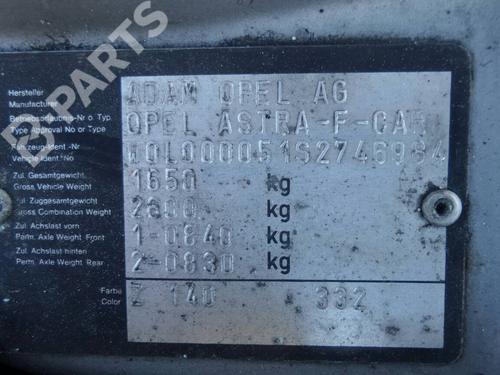 B-PARTS
Hersteller
Manufacturer
ADAM OPEL AG
Betriebserlaubnis-Nr o Typ
Type Approval No or Type
OPEL ASTRA-F-CABR
Fahrzeug-Ident.-Nr
Vehicle Ident. No
W0L000051S2746984
Zul. Gesamtgewicht
Gross Vehicle Weight
1650 kg
Zul Zuggesamtgewicht
Gross Combination Weight
kg
Zul. Achslast vorn
Perm. Axle Weight Front
1-0840 kg
Zul. Achslast hinten
Perm. Axle Weight Rear
2-0830 kg
Farbe
Color
Z 140 332